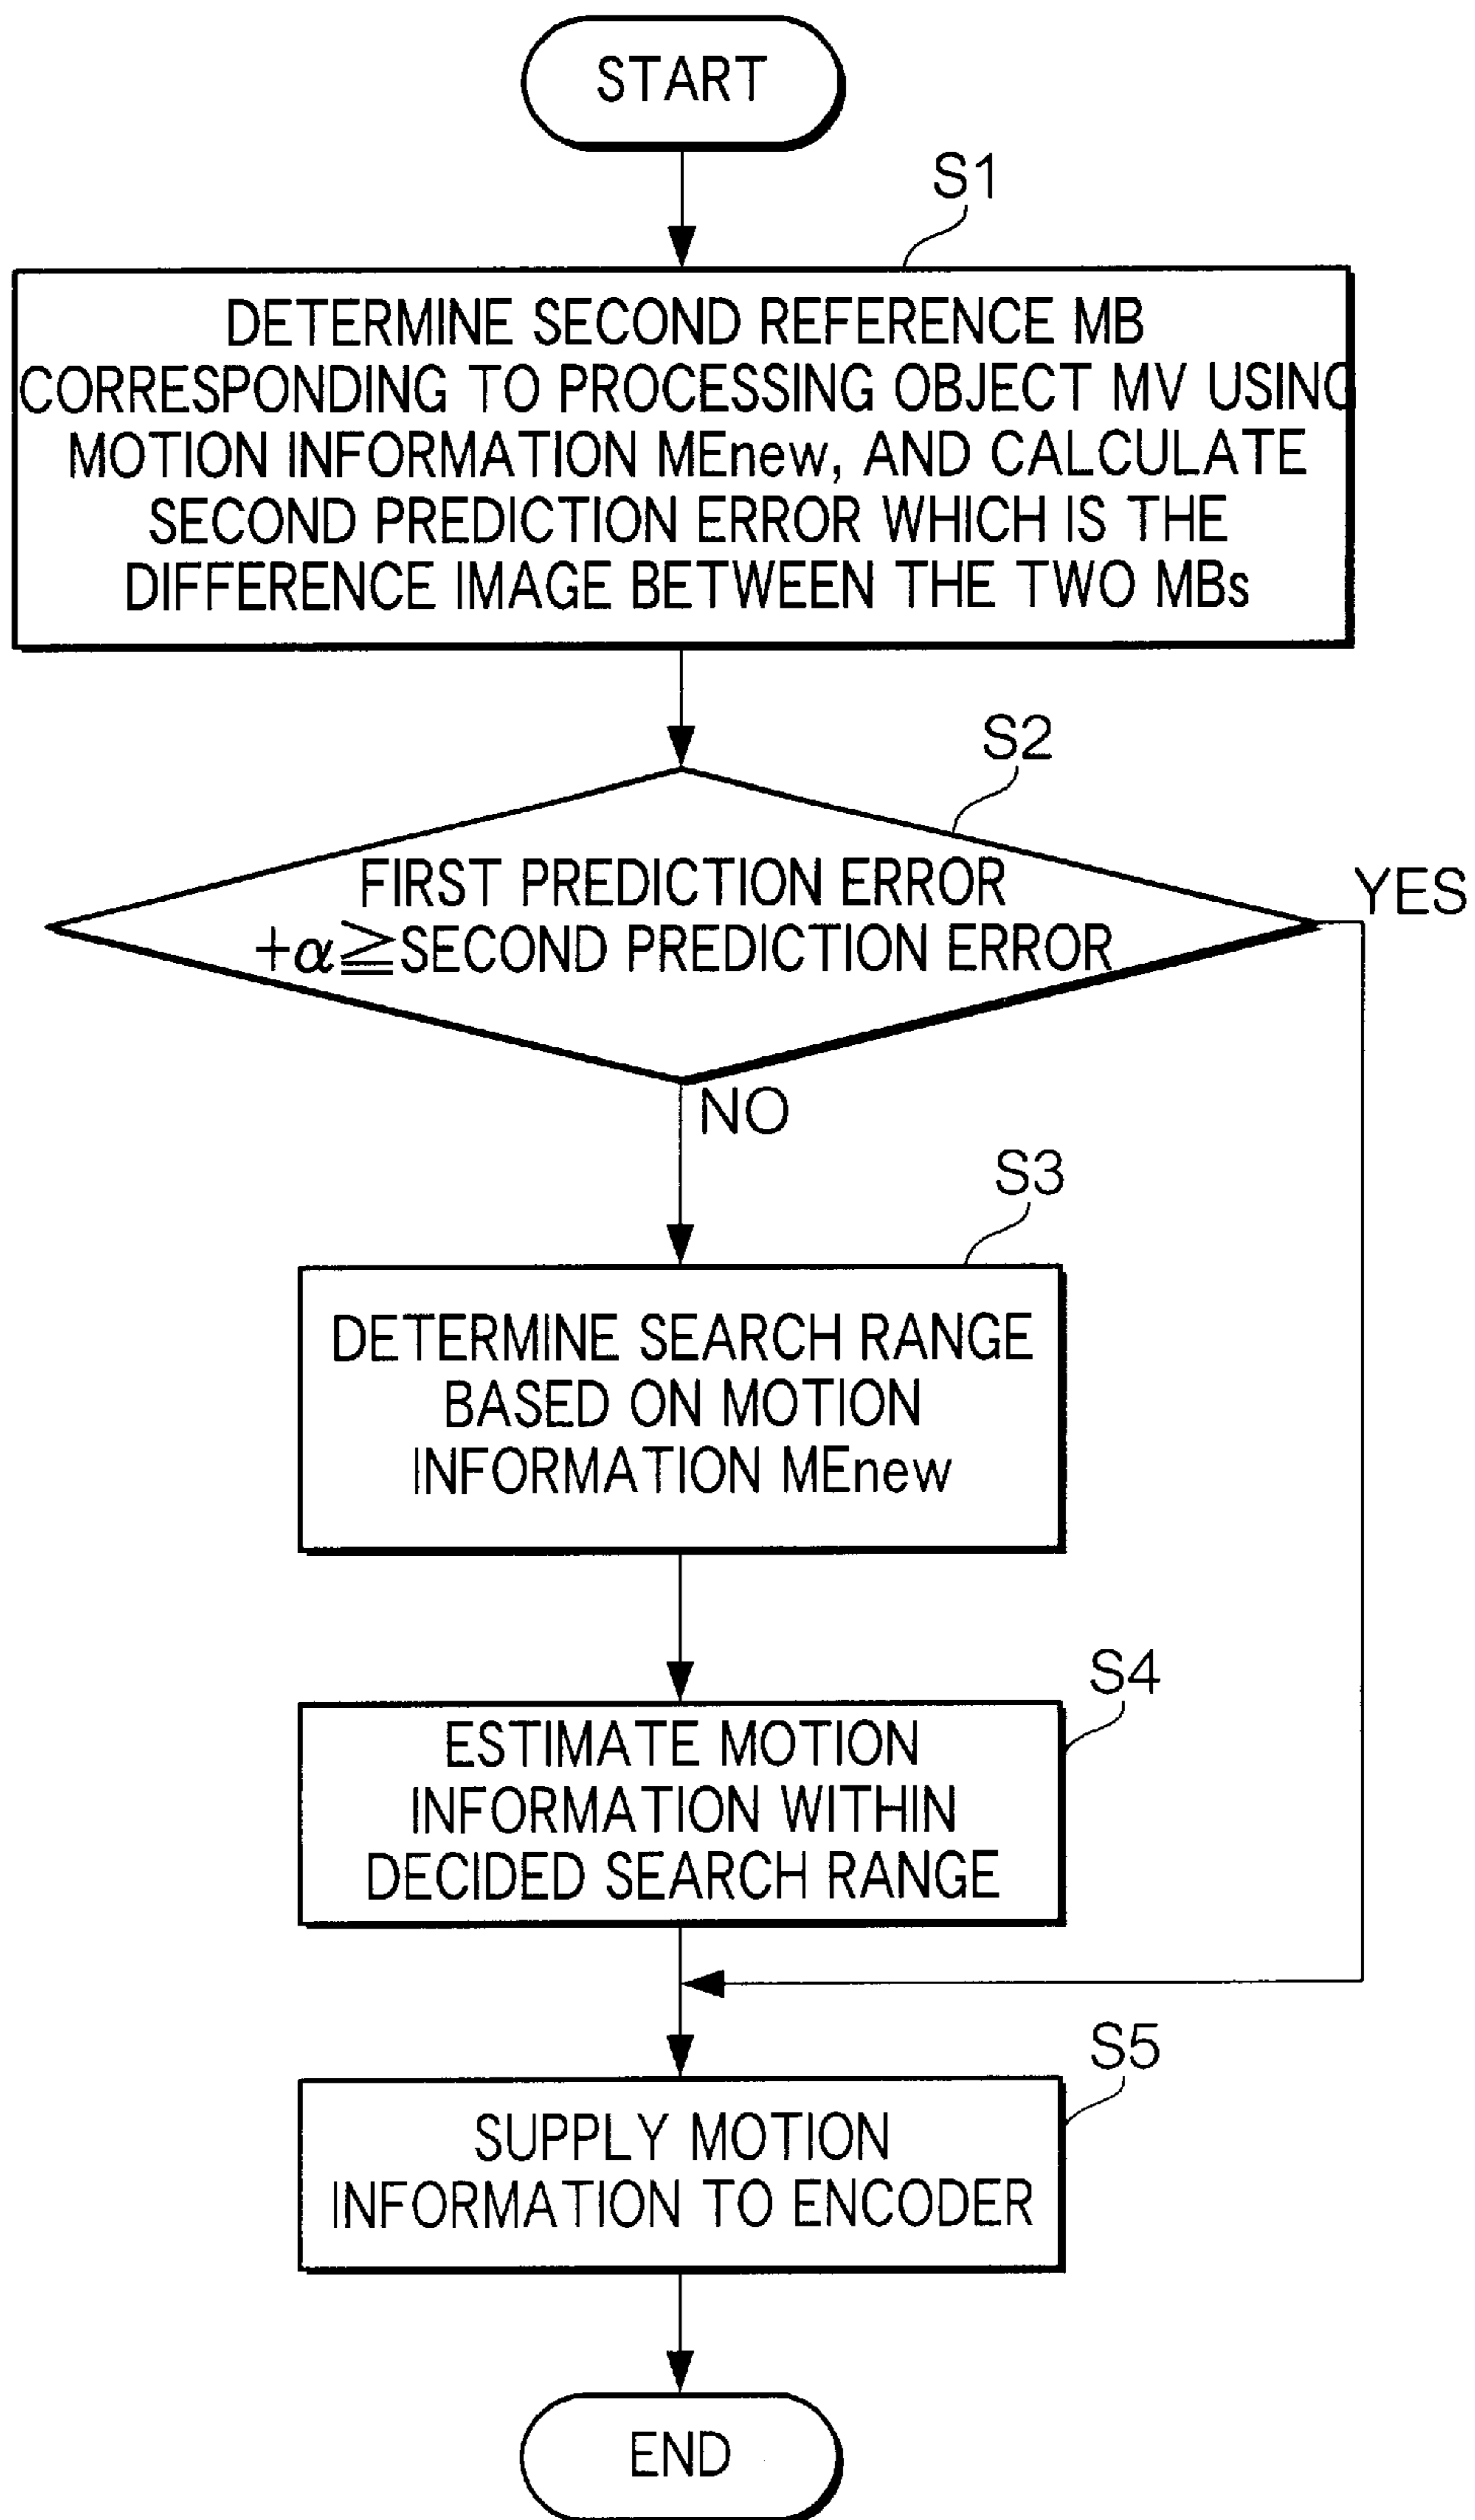 START
S1
DETERMINE SECOND REFERENCE MB
CORRESPONDING TO PROCESSING OBJECT MV USING
MOTION INFORMATION MEnew, AND CALCULATE
SECOND PREDICTION ERROR WHICH IS THE
DIFFERENCE IMAGE BETWEEN THE TWO MBs
S2
FIRST PREDICTION ERROR
+α≧SECOND PREDICTION ERROR
YES
NO
S3
DETERMINE SEARCH RANGE
BASED ON MOTION
INFORMATION MEnew
S4
ESTIMATE MOTION
INFORMATION WITHIN
DECIDED SEARCH RANGE
S5
SUPPLY MOTION
INFORMATION TO ENCODER
END